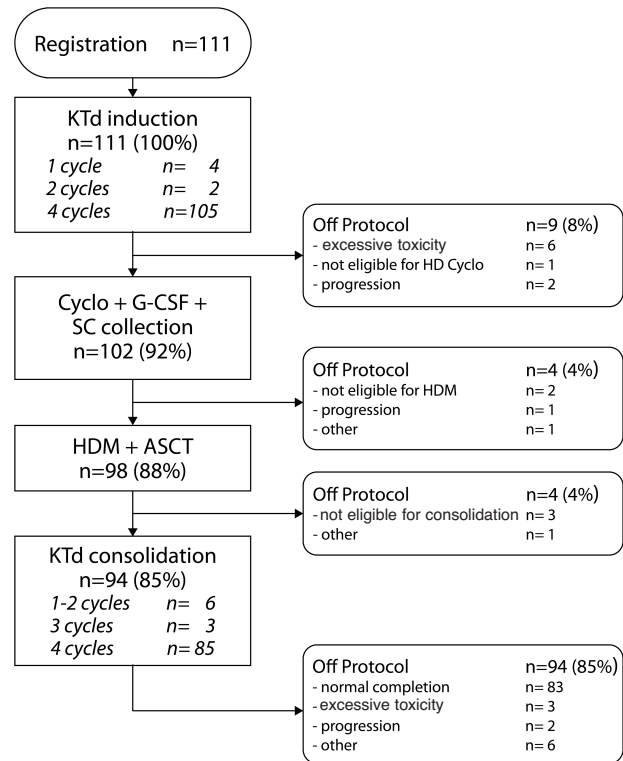 Registration n=111
KTd induction
n=111 (100%)
1 cycle n= 4
2 cycles n= 2
4 cycles n=105
Off Protocol n=9 (8%)
- excessive toxicity n= 6
- not eligible for HD Cyclo n= 1
- progression n= 2
Cyclo + G-CSF +
SC collection
n=102 (92%)
Off Protocol n=4 (4%)
- not eligible for HDM n= 2
- progression n= 1
- other n= 1
HDM + ASCT
n=98 (88%)
Off Protocol n=4 (4%)
- not eligible for consolidation n= 3
- other n= 1
KTd consolidation
n=94 (85%)
1-2 cycles n= 6
3 cycles n= 3
4 cycles n= 85
Off Protocol n=94 (85%)
- normal completion n= 83
- excessive toxicity n= 3
- progression n= 2
- other n= 6